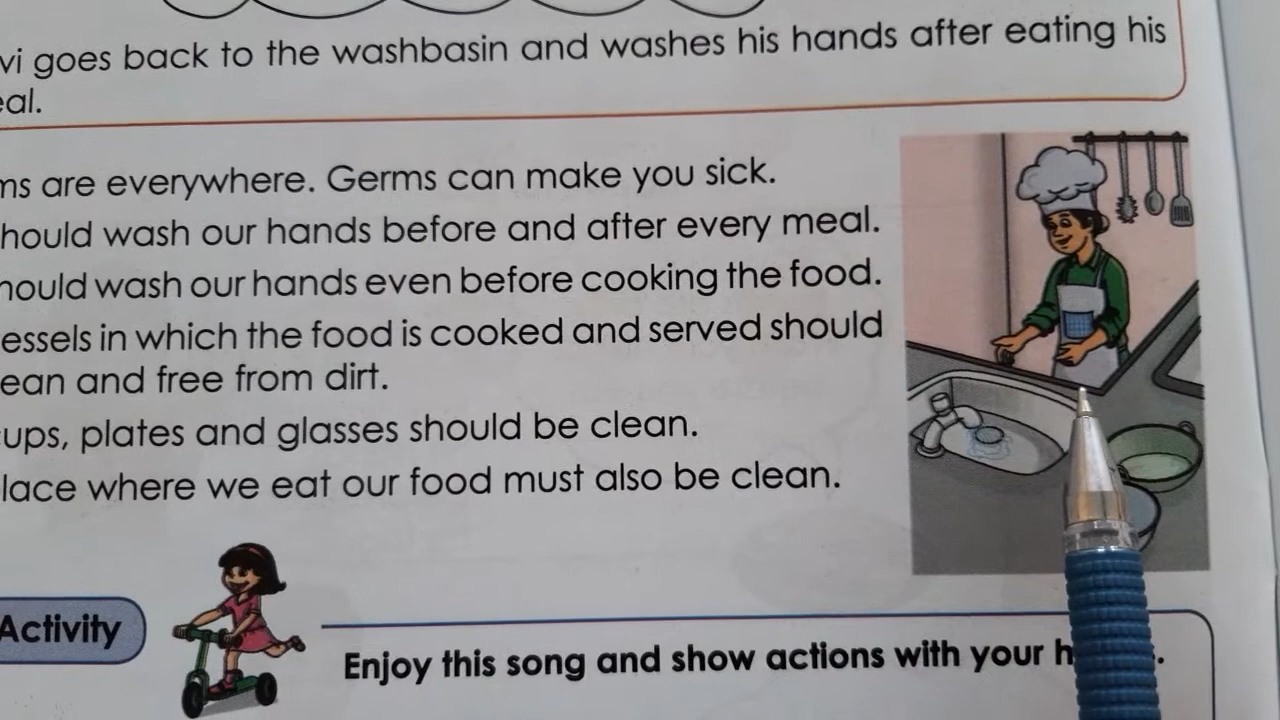 vi goes back to the washbasin and washes his hands after eating his
eal.
ms are everywhere. Germs can make you sick.
hould wash our hands before and after every meal.
hould wash our hands even before cooking the food.
essels in which the food is cooked and served should
ean and free from dirt.
cups, plates and glasses should be clean.
lace where we eat our food must also be clean.
Activity
Enjoy this song and show actions with your